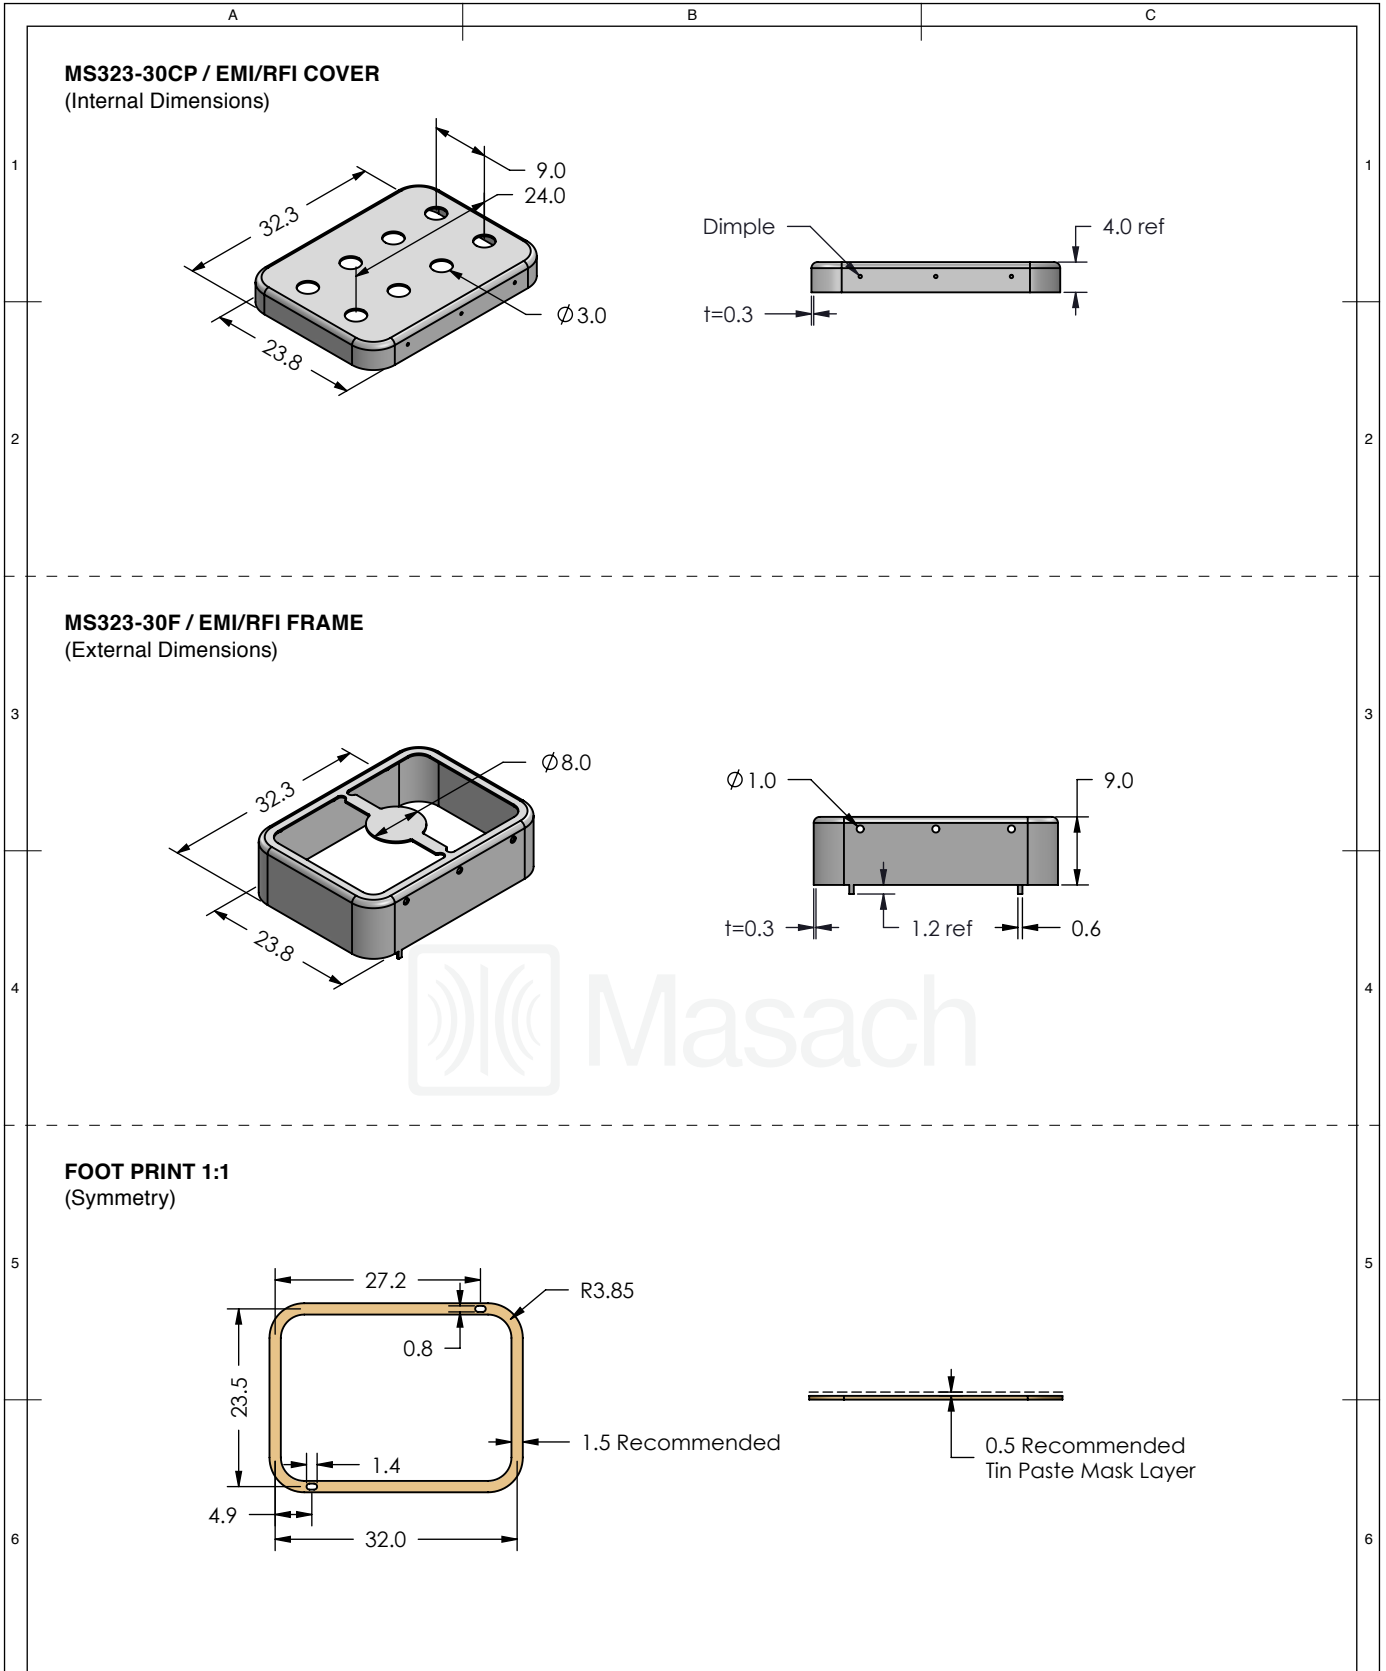 A
B
C
MS323-30CP / EMI/RFI COVER
(Internal Dimensions)
1
1
9.0
24.0
32.3
Dimple
4.0 ref
t=0.3
Ø3.0
23.8
2
2
MS323-30F / EMI/RFI FRAME
(External Dimensions)
3
3
Ø8.0
32.3
Ø1.0
9.0
t=0.3
1.2 ref
0.6
23.8
4
4
Masach
FOOT PRINT 1:1
(Symmetry)
5
5
27.2
R3.85
0.8
23.5
1.5 Recommended
0.5 Recommended
Tin Paste Mask Layer
1.4
4.9
32.0
6
6